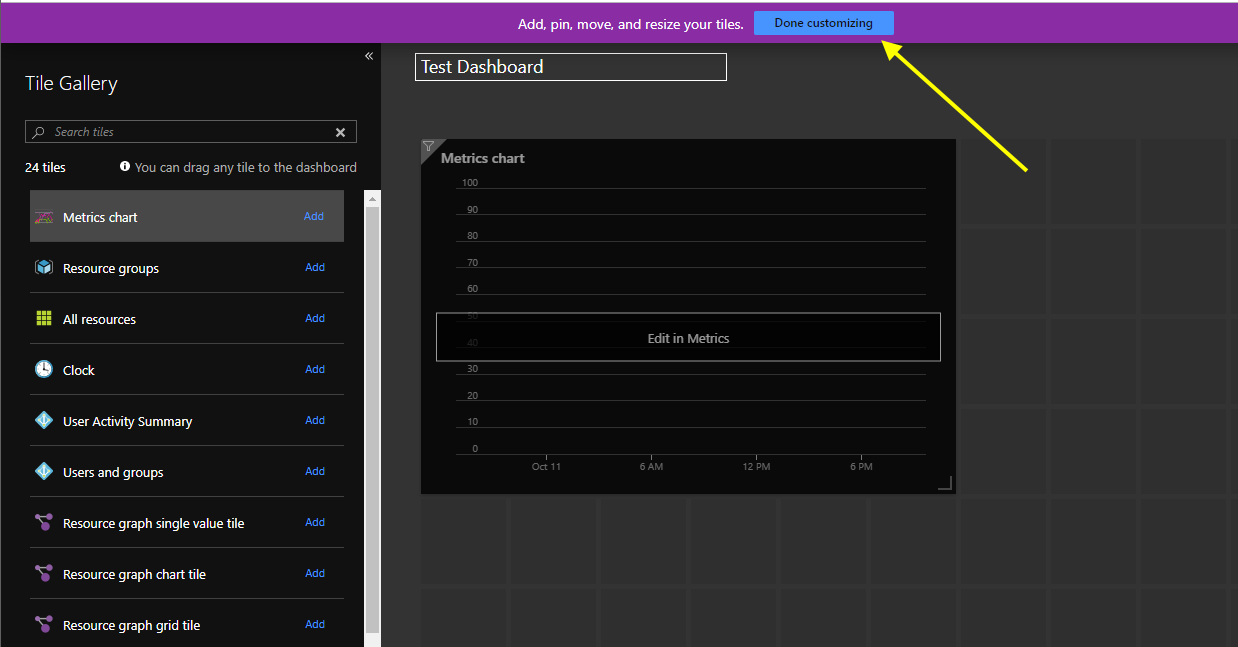 Add, pin, move, and resize your tiles. Done customizing
«
Tile Gallery
Search tiles
24 tiles You can drag any tile to the dashboard
Metrics chart Add
Resource groups Add
All resources Add
Clock Add
User Activity Summary Add
Users and groups Add
Resource graph single value tile Add
Resource graph chart tile Add
Resource graph grid tile Add
Test Dashboard
Metrics chart
100
90
80
70
60
50
Edit in Metrics
40
30
20
10
0
Oct 11 6 AM 12 PM 6 PM